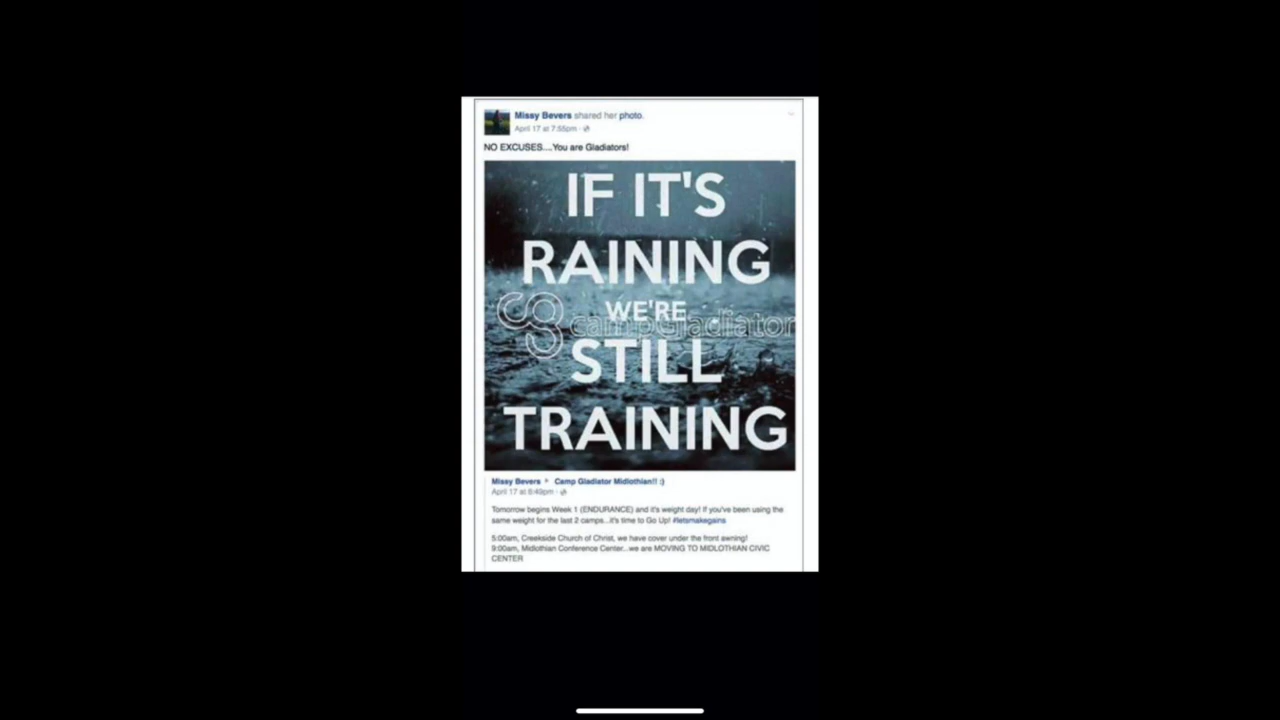 Missy Bevers shared her photo.
April 17 at 7:55pm ·
NO EXCUSES....You are Gladiators!
IF IT'S
RAINING
WE'RE
campGladiator
STILL
TRAINING
Missy Bevers ‣ Camp Gladiator Midlothian!! :)
April 17 at 6:40pm ·
Tomorrow begins Week 1 (ENDURANCE) and it's weight day! If you've been using the
same weight for the last 2 camps...it's time to Go Up! #letsmakegains
5:00am, Creekside Church of Christ, we have cover under the front awning!
9:00am, Midlothian Conference Center...we are MOVING TO MIDLOTHIAN CIVIC
CENTER